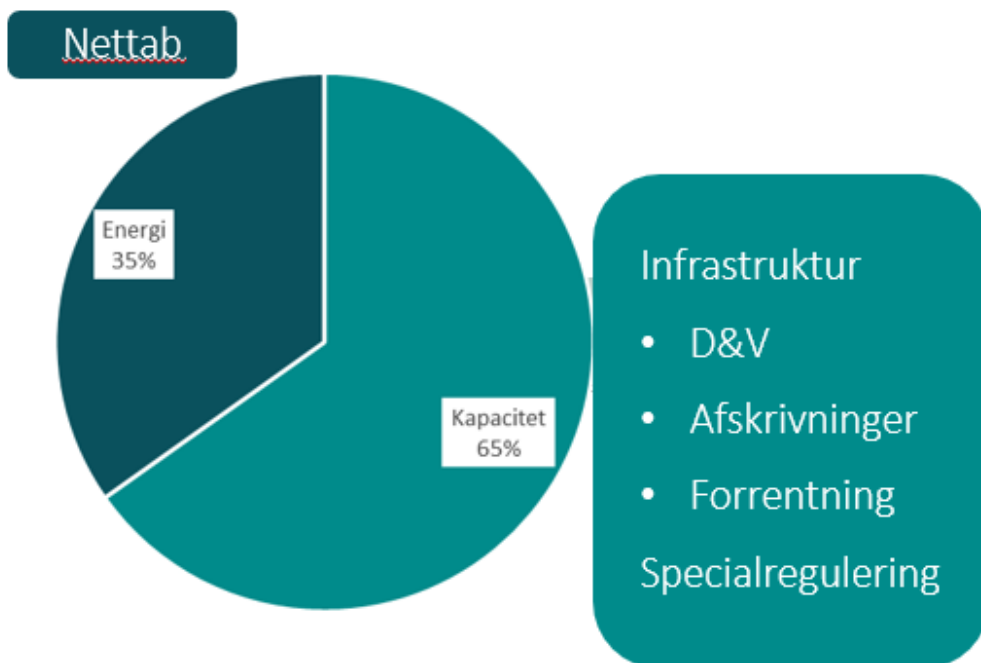 Nettab
Energi
35%
Kapacitet
65%
Infrastruktur
• D&V
• Afskrivninger
• Forrentning
Specialregulering